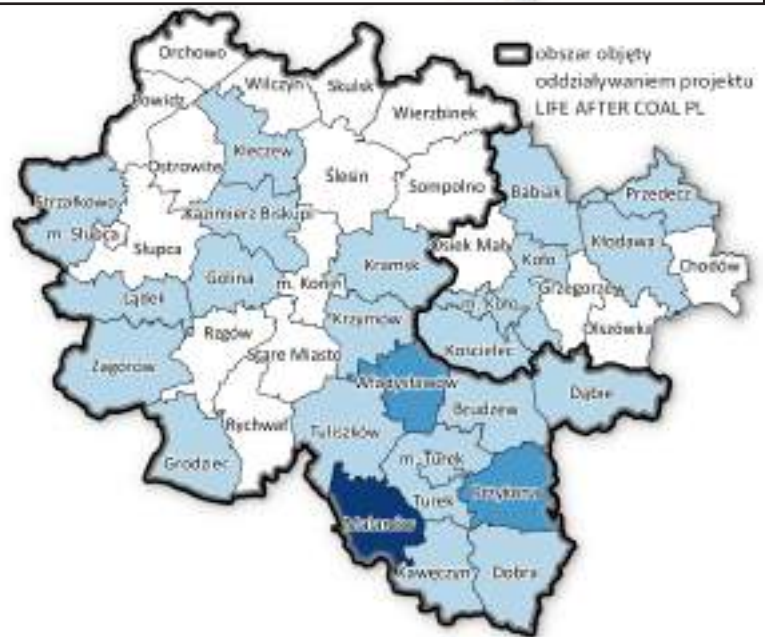 Orchowo
obszar objęty
oddziaływaniem projektu
LIFE AFTER COAL PL
Wilczyn
Skulsk
Powidz
Wierzbinek
Kleczew
Ostrowite
Ślesin
Sompolno
Babiak
Przedecz
Strzałkowo
Kazimierz Biskupi
m. Słupca
Słupca
Osiek Mały
Kłodawa
Chodów
Golina
Kramsk
Koło
m. Konin
Grzegorzew
Lądek
m. Koło
Krzymów
Olszówka
Rzgów
Stare Miasto
Kościelec
Zagórów
Władysławów
Dąbie
Brudzew
Rychwał
Tuliszków
Grodziec
m. Turek
Przykona
Turek
Malanów
Kawęczyn
Dobra